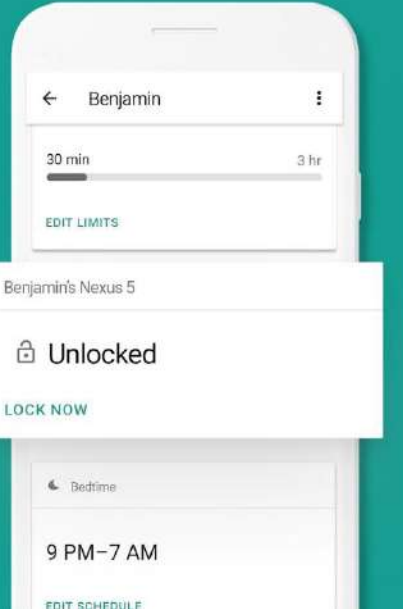 Benjamin
30 min 3 hr
EDIT LIMITS
Benjamin's Nexus 5
Unlocked
LOCK NOW
Bedtime
9 PM–7 AM
EDIT SCHEDULE